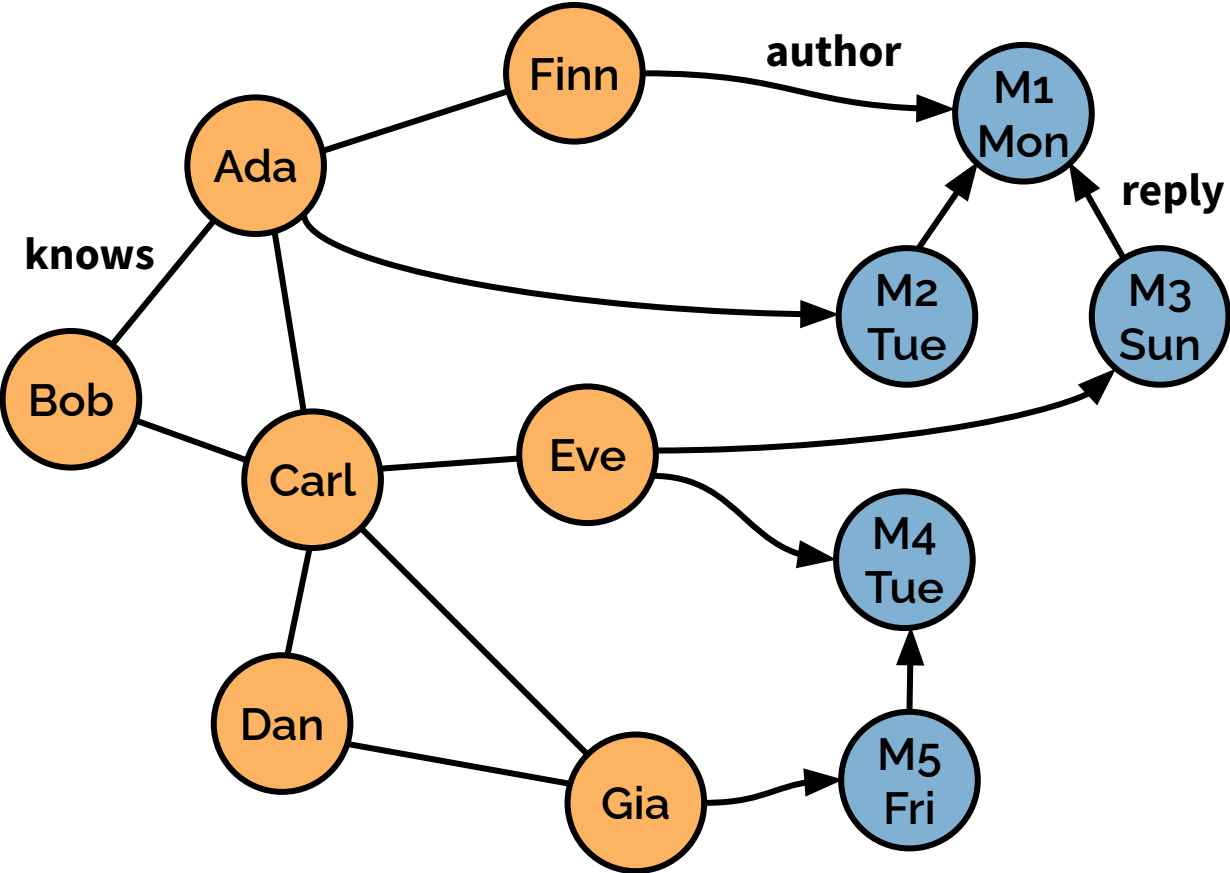 Finn
author
M1
Mon
Ada
reply
knows
M2
Tue
M3
Sun
Bob
Carl
Eve
M4
Tue
Dan
Gia
M5
Fri